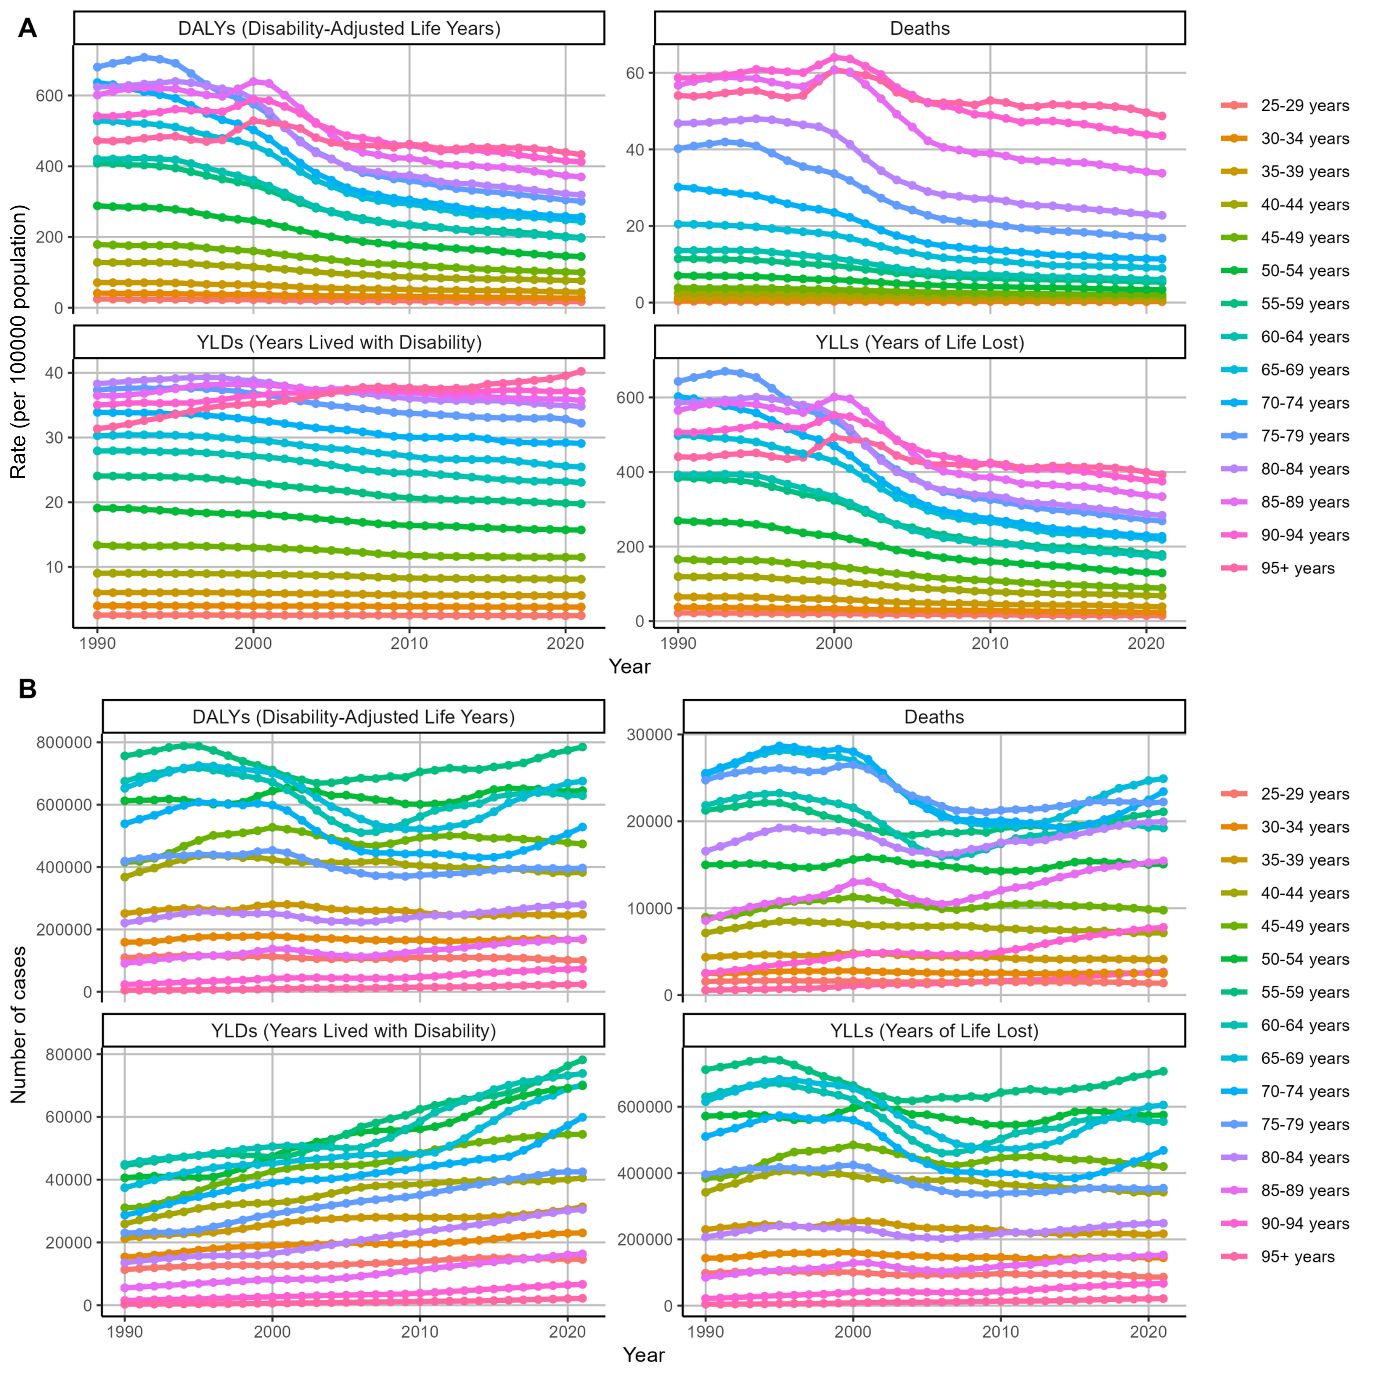 A
DALYs (Disability-Adjusted Life Years)
Deaths
600
400
200
0
60
40
20
0
YLDs (Years Lived with Disability)
YLLs (Years of Life Lost)
40
30
20
10
600
400
200
0
1990
2000
2010
2020
1990
2000
2010
2020
Rate (per 100000 population)
Year
25-29 years
30-34 years
35-39 years
40-44 years
45-49 years
50-54 years
55-59 years
60-64 years
65-69 years
70-74 years
75-79 years
80-84 years
85-89 years
90-94 years
95+ years
B
DALYs (Disability-Adjusted Life Years)
Deaths
800000
600000
400000
200000
0
30000
20000
10000
0
YLDs (Years Lived with Disability)
YLLs (Years of Life Lost)
80000
60000
40000
20000
0
600000
400000
200000
0
1990
2000
2010
2020
1990
2000
2010
2020
Number of cases
Year
25-29 years
30-34 years
35-39 years
40-44 years
45-49 years
50-54 years
55-59 years
60-64 years
65-69 years
70-74 years
75-79 years
80-84 years
85-89 years
90-94 years
95+ years